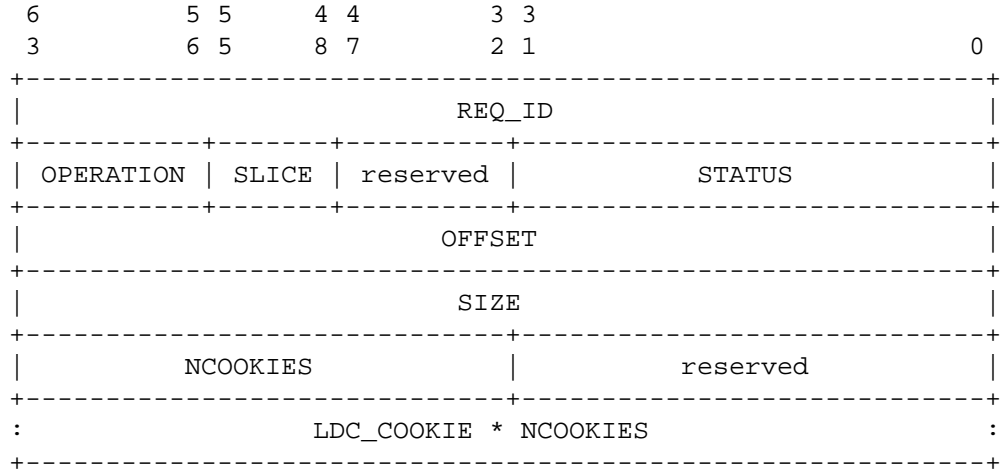 6 5 5 4 4 3 3
3 6 5 8 7 2 1 0
+-----------------------------------------------------------+
| REQ_ID |
+-----------+-------+----------+-----------------------------+
| OPERATION | SLICE | reserved | STATUS |
+-----------+-------+----------+-----------------------------+
| OFFSET |
+-----------------------------------------------------------+
| SIZE |
+------------------------------+-----------------------------+
| NCOOKIES | reserved |
+------------------------------+-----------------------------+
: LDC_COOKIE * NCOOKIES :
+-----------------------------------------------------------+